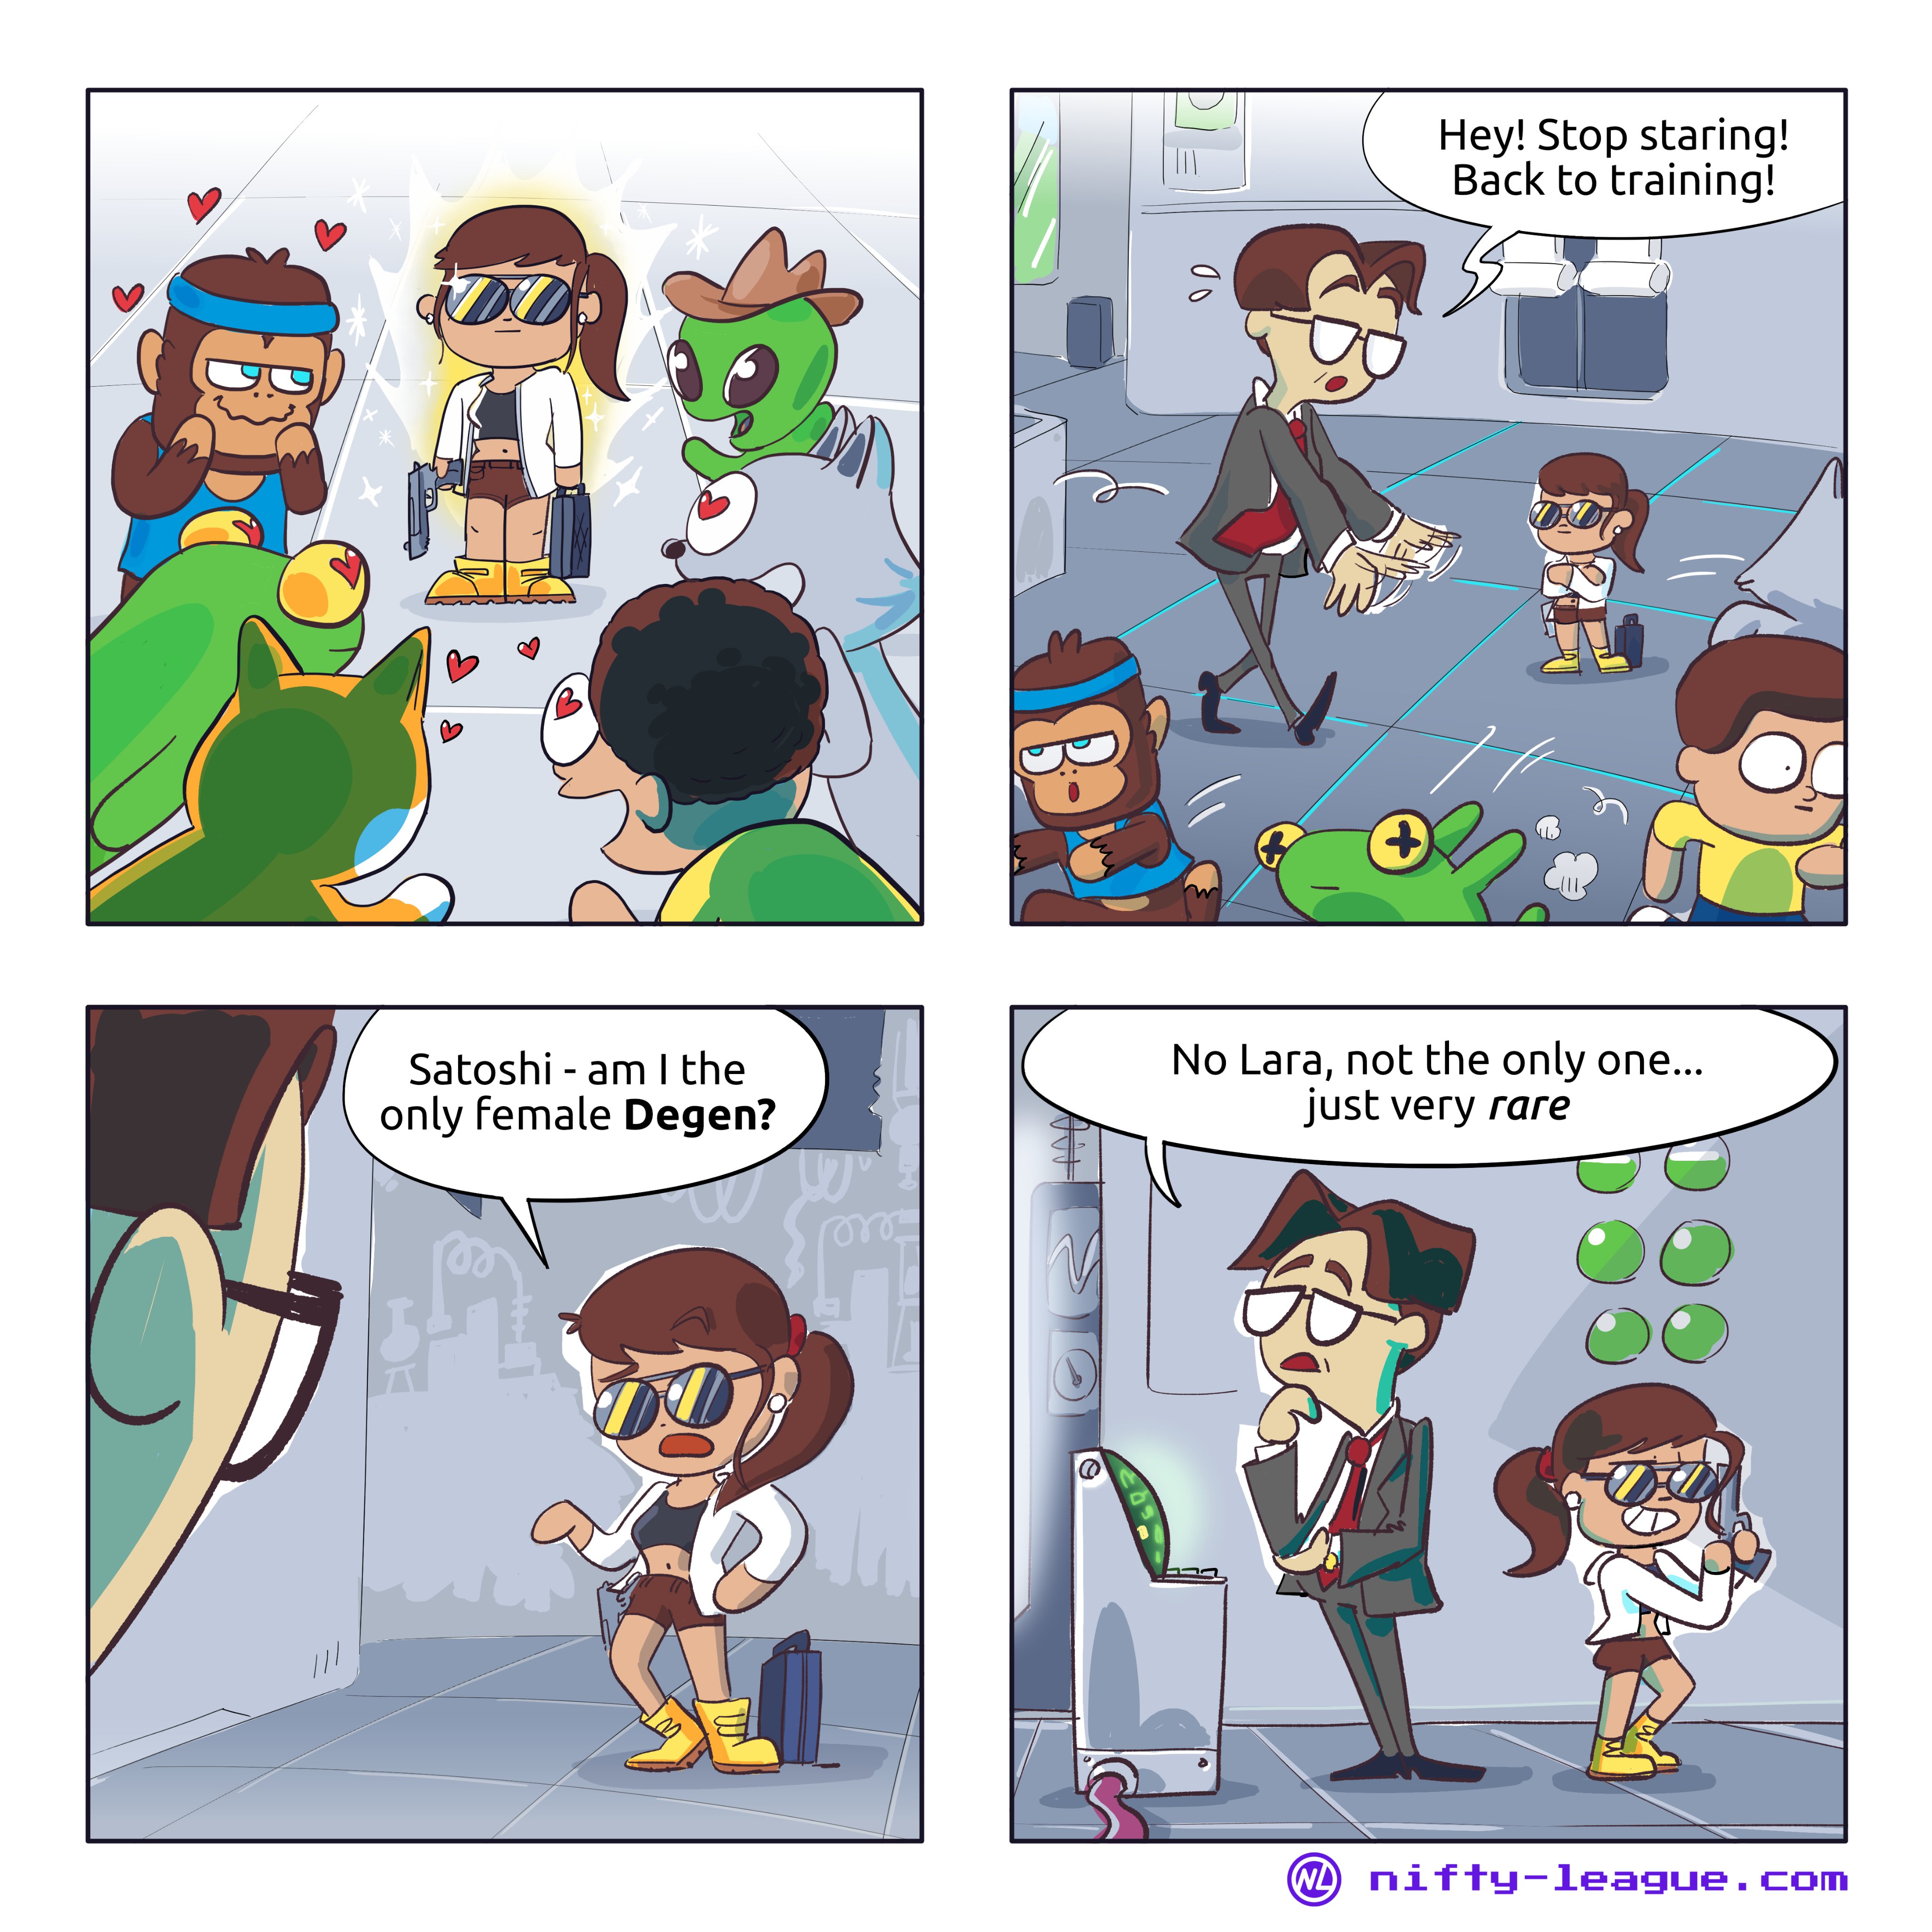 Hey! Stop staring!
Back to training!
Satoshi - am I the
only female Degen?
No Lara, not the only one...
just very rare
NL nifty-league.com